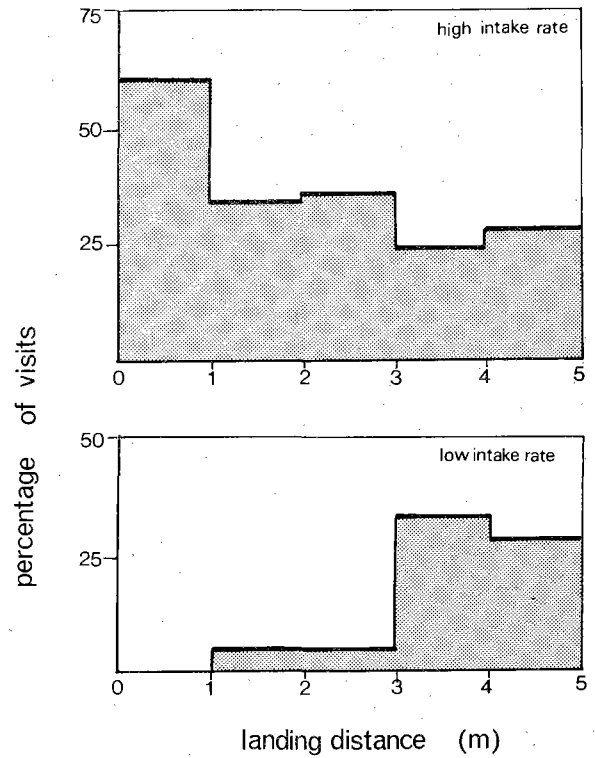 75
high intake rate
50
25
0 1 2 3 4 5
percentage of visits
50
low intake rate
25
0 1 2 3 4 5
landing distance (m)